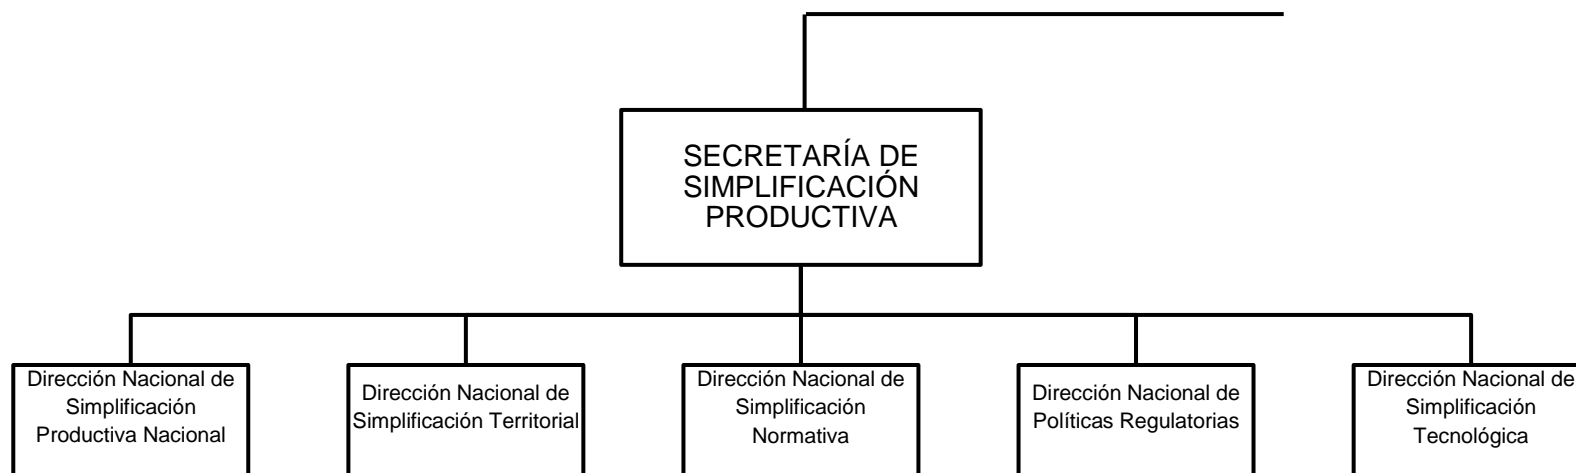 SECRETARÍA DE
SIMPLIFICACIÓN
PRODUCTIVA
Dirección Nacional de
Simplificación
Productiva Nacional
Dirección Nacional de
Simplificación Territorial
Dirección Nacional de
Simplificación
Normativa
Dirección Nacional de
Políticas Regulatorias
Dirección Nacional de
Simplificación
Tecnológica